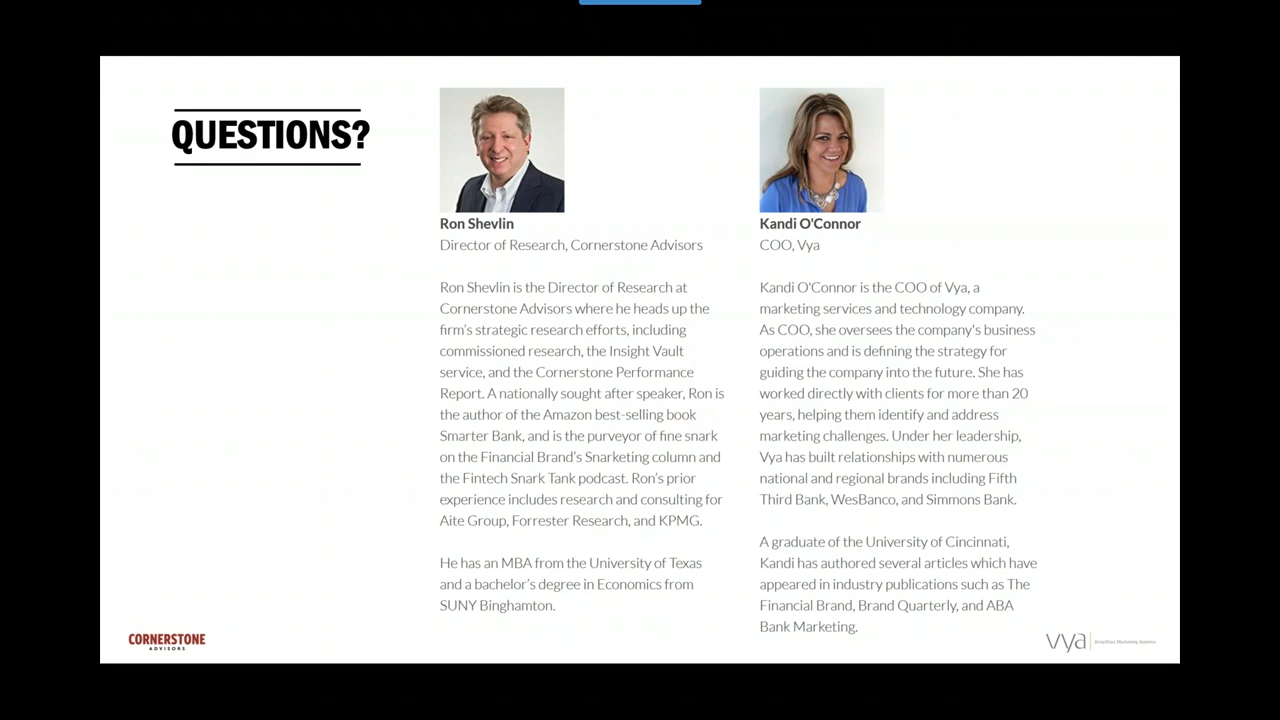 QUESTIONS?
Ron Shevlin
Director of Research, Cornerstone Advisors
Ron Shevlin is the Director of Research at
Cornerstone Advisors where he heads up the
firm's strategic research efforts, including
commissioned research, the Insight Vault
service, and the Cornerstone Performance
Report. A nationally sought after speaker, Ron is
the author of the Amazon best-selling book
Smarter Bank, and is the purveyor of fine snark
on the Financial Brand's Snarketing column and
the Fintech Snark Tank podcast. Ron's prior
experience includes research and consulting for
Aite Group, Forrester Research, and KPMG.
He has an MBA from the University of Texas
and a bachelor's degree in Economics from
SUNY Binghamton.
Kandi O'Connor
COO, Vya
Kandi O'Connor is the COO of Vya, a
marketing services and technology company.
As COO, she oversees the company's business
operations and is defining the strategy for
guiding the company into the future. She has
worked directly with clients for more than 20
years, helping them identify and address
marketing challenges. Under her leadership,
Vya has built relationships with numerous
national and regional brands including Fifth
Third Bank, WesBanco, and Simmons Bank.
A graduate of the University of Cincinnati,
Kandi has authored several articles which have
appeared in industry publications such as The
Financial Brand, Brand Quarterly, and ABA
Bank Marketing.
CORNERSTONE
ADVISORS
vya
Marketing Systems